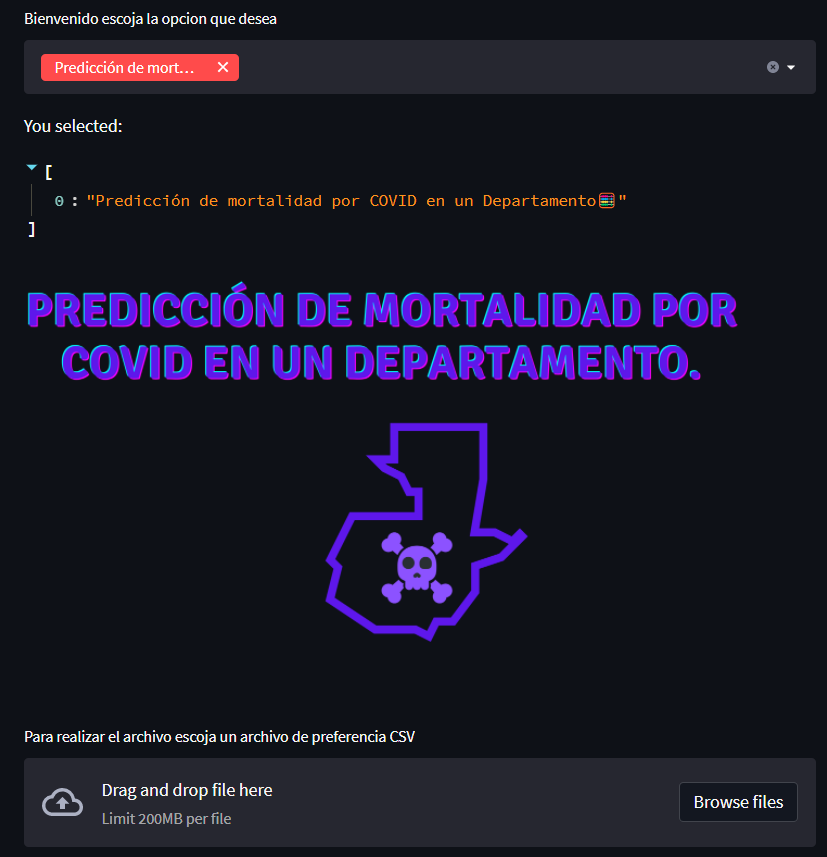 Bienvenido escoja la opcion que desea
Predicción de mort...
You selected:
[
0 : "Predicción de mortalidad por COVID en un Departamento🧮"
]
PREDICCIÓN DE MORTALIDAD POR
COVID EN UN DEPARTAMENTO.
Para realizar el archivo escoja un archivo de preferencia CSV
Drag and drop file here
Limit 200MB per file
Browse files